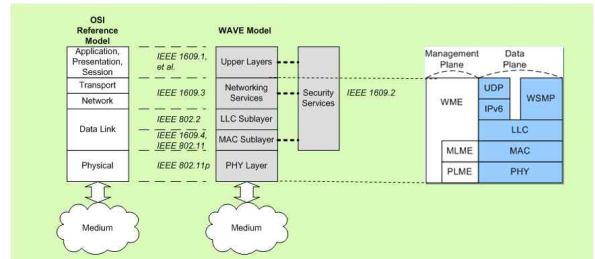 OSI
Reference
Model
Application,
Presentation,
Session
Transport
Network
Data Link
Physical
Medium
IEEE 1609.1,
et al.
IEEE 1609.3
IEEE 802.2
IEEE 1609.4,
IEEE 802.11
IEEE 802.11p
WAVE Model
Upper Layers
Networking
Services
LLC Sublayer
MAC Sublayer
PHY Layer
Medium
Security
Services
IEEE 1609.2
Management
Plane
Data
Plane
WME
UDP
IPv6
WSMP
LLC
MLME
MAC
PLME
PHY